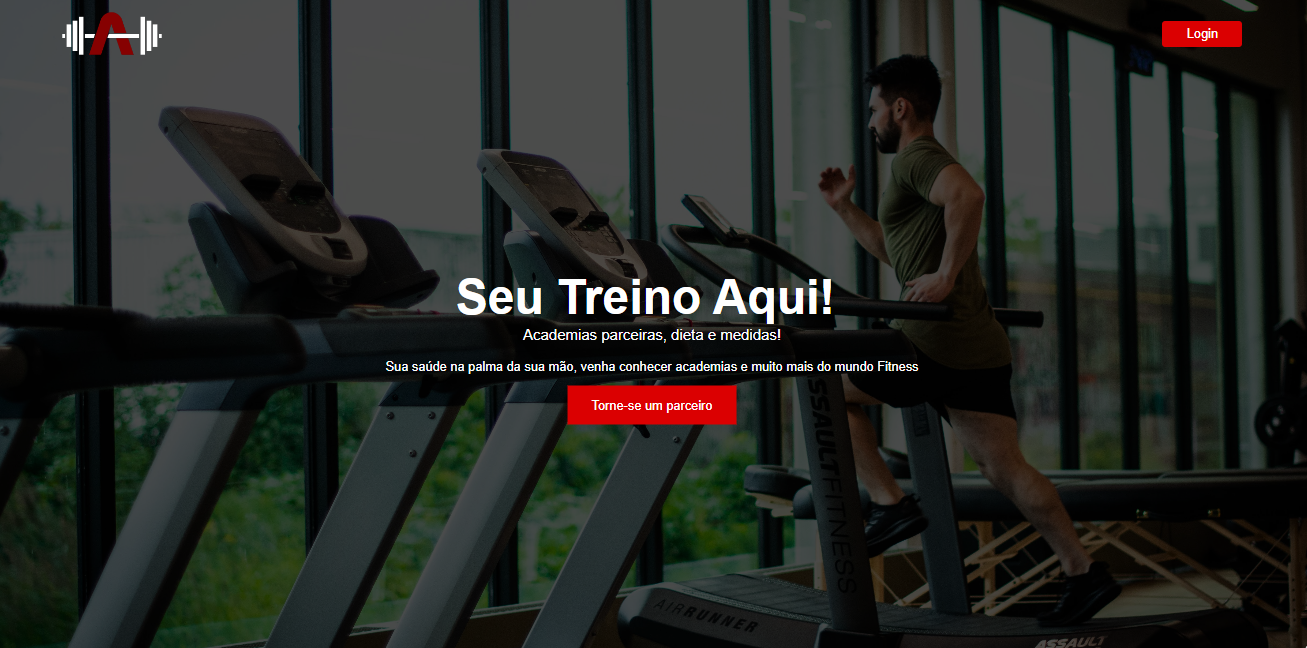 A
Login
Seu Treino Aqui!
Academias parceiras, dieta e medidas!
Sua saúde na palma da sua mão, venha conhecer academias e muito mais do mundo Fitness
Torne-se um parceiro
ASSAULTFITNESS
AIRRUNNER
ASSAULT